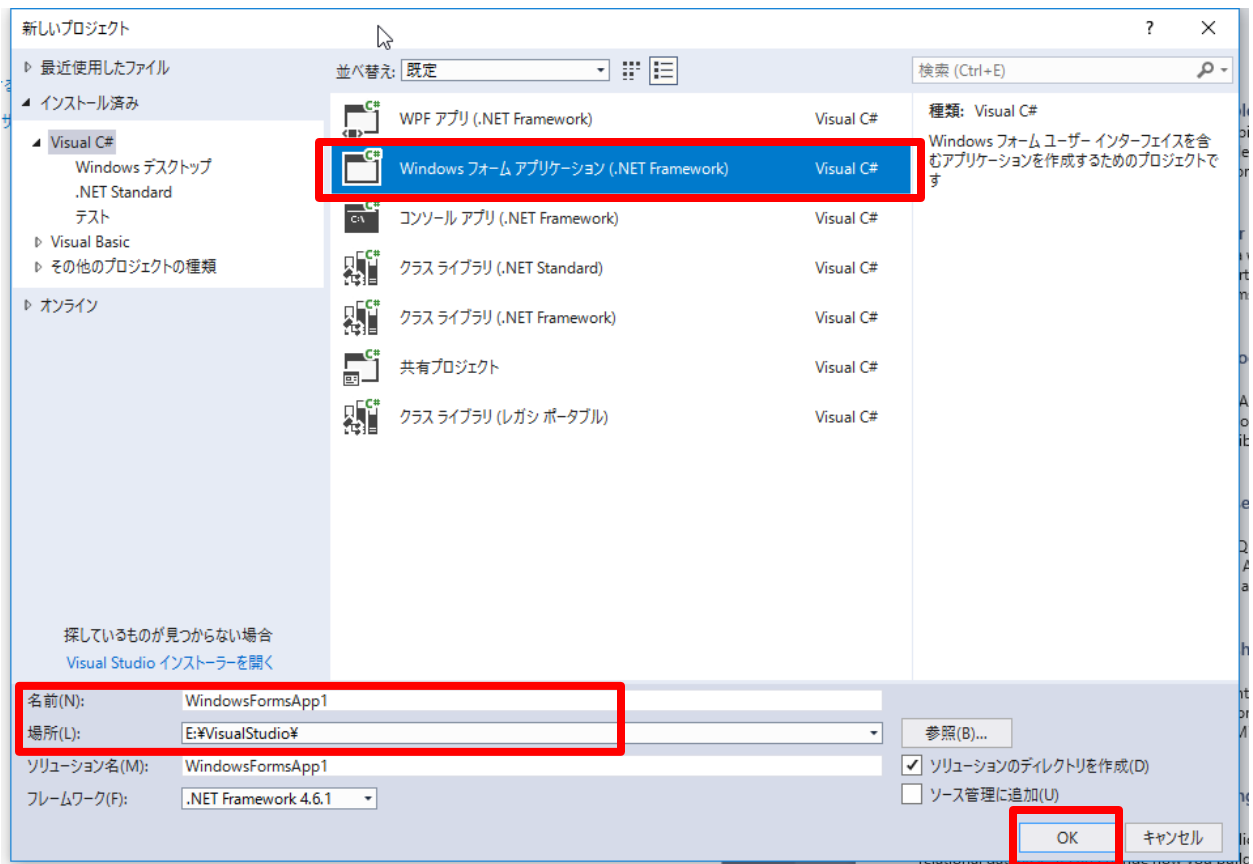 新しいプロジェクト
?
最近使用したファイル
並べ替え: 既定
検索 (Ctrl+E)
インストール済み
Visual C#
Windows デスクトップ
.NET Standard
テスト
Visual Basic
その他のプロジェクトの種類
オンライン
探しているものが見つからない場合
Visual Studio インストーラーを開く
WPF アプリ (.NET Framework) Visual C#
Windows フォーム アプリケーション (.NET Framework) Visual C#
コンソール アプリ (.NET Framework) Visual C#
クラス ライブラリ (.NET Standard) Visual C#
クラス ライブラリ (.NET Framework) Visual C#
共有プロジェクト Visual C#
クラス ライブラリ (レガシ ポータブル) Visual C#
種類: Visual C#
Windows フォーム ユーザー インターフェイスを含
むアプリケーションを作成するためのプロジェクトで
す
名前(N): WindowsFormsApp1
場所(L): E:¥VisualStudio¥
参照(B)...
ソリューション名(M): WindowsFormsApp1
ソリューションのディレクトリを作成(D)
フレームワーク(F): .NET Framework 4.6.1
ソース管理に追加(U)
OK キャンセル